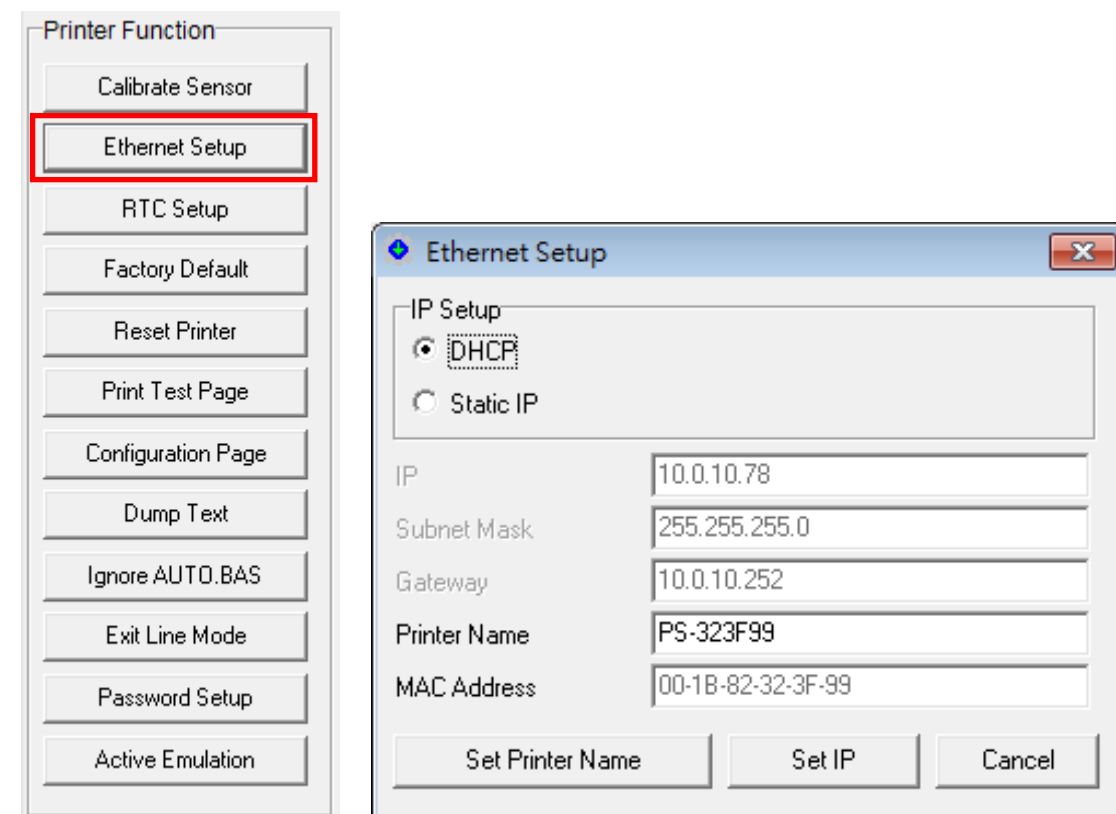 Printer Function
Calibrate Sensor
Ethernet Setup
RTC Setup
Factory Default
Reset Printer
Print Test Page
Configuration Page
Dump Text
Ignore AUTO.BAS
Exit Line Mode
Password Setup
Active Emulation
Ethernet Setup
IP Setup
DHCP
Static IP
IP 10.0.10.78
Subnet Mask 255.255.255.0
Gateway 10.0.10.252
Printer Name PS-323F99
MAC Address 00-1B-82-32-3F-99
Set Printer Name Set IP Cancel